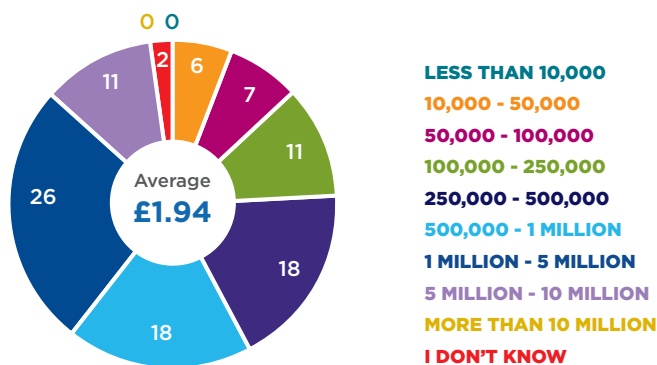 0 0
2
6
7
11
18
18
26
11
Average
£1.94
LESS THAN 10,000
10,000 - 50,000
50,000 - 100,000
100,000 - 250,000
250,000 - 500,000
500,000 - 1 MILLION
1 MILLION - 5 MILLION
5 MILLION - 10 MILLION
MORE THAN 10 MILLION
I DON'T KNOW